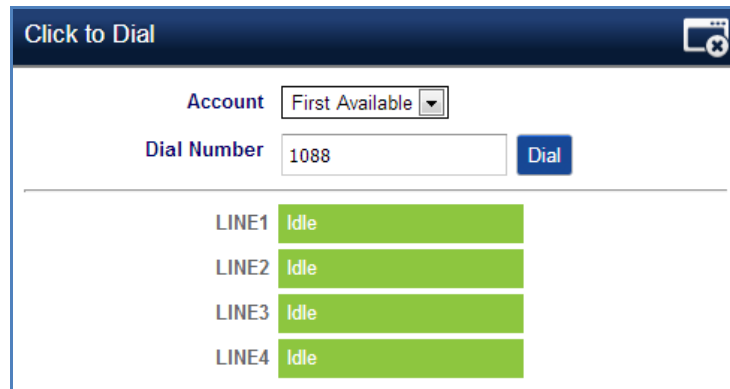 Click to Dial
Account First Available
Dial Number 1088 Dial
LINE1 Idle
LINE2 Idle
LINE3 Idle
LINE4 Idle